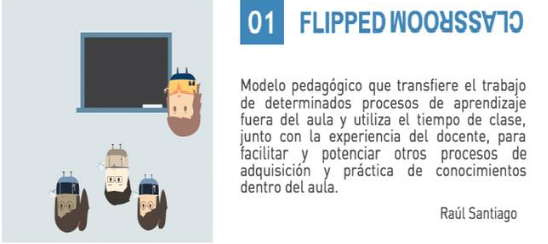 01 FLIPPED CLASSROOM
Modelo pedagógico que transfiere el trabajo
de determinados procesos de aprendizaje
fuera del aula y utiliza el tiempo de clase,
junto con la experiencia del docente, para
facilitar y potenciar otros procesos de
adquisición y práctica de conocimientos
dentro del aula.
Raúl Santiago